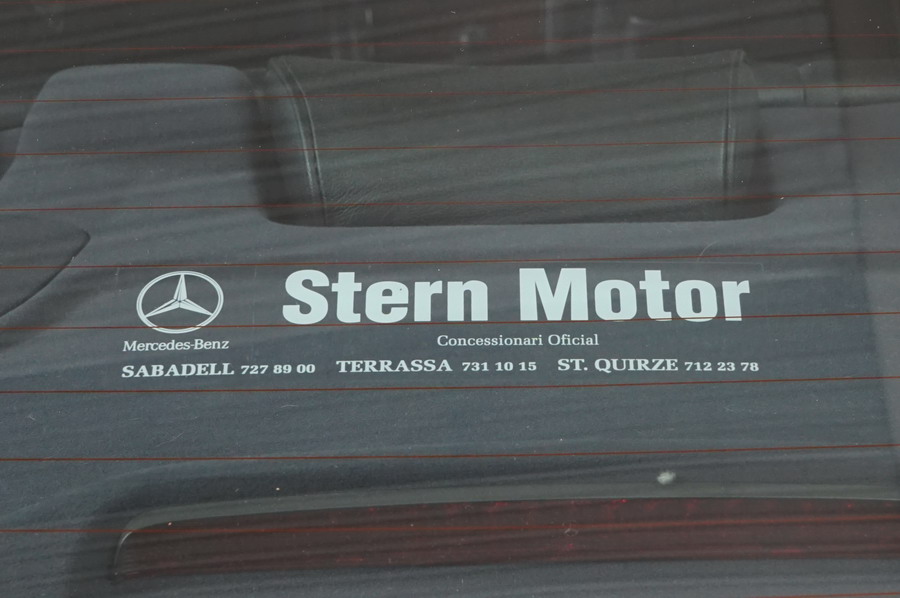 Stern Motor
Mercedes-Benz
Concessionari Oficial
SABADELL 727 89 00 TERRASSA 731 10 15 ST. QUIRZE 712 23 78